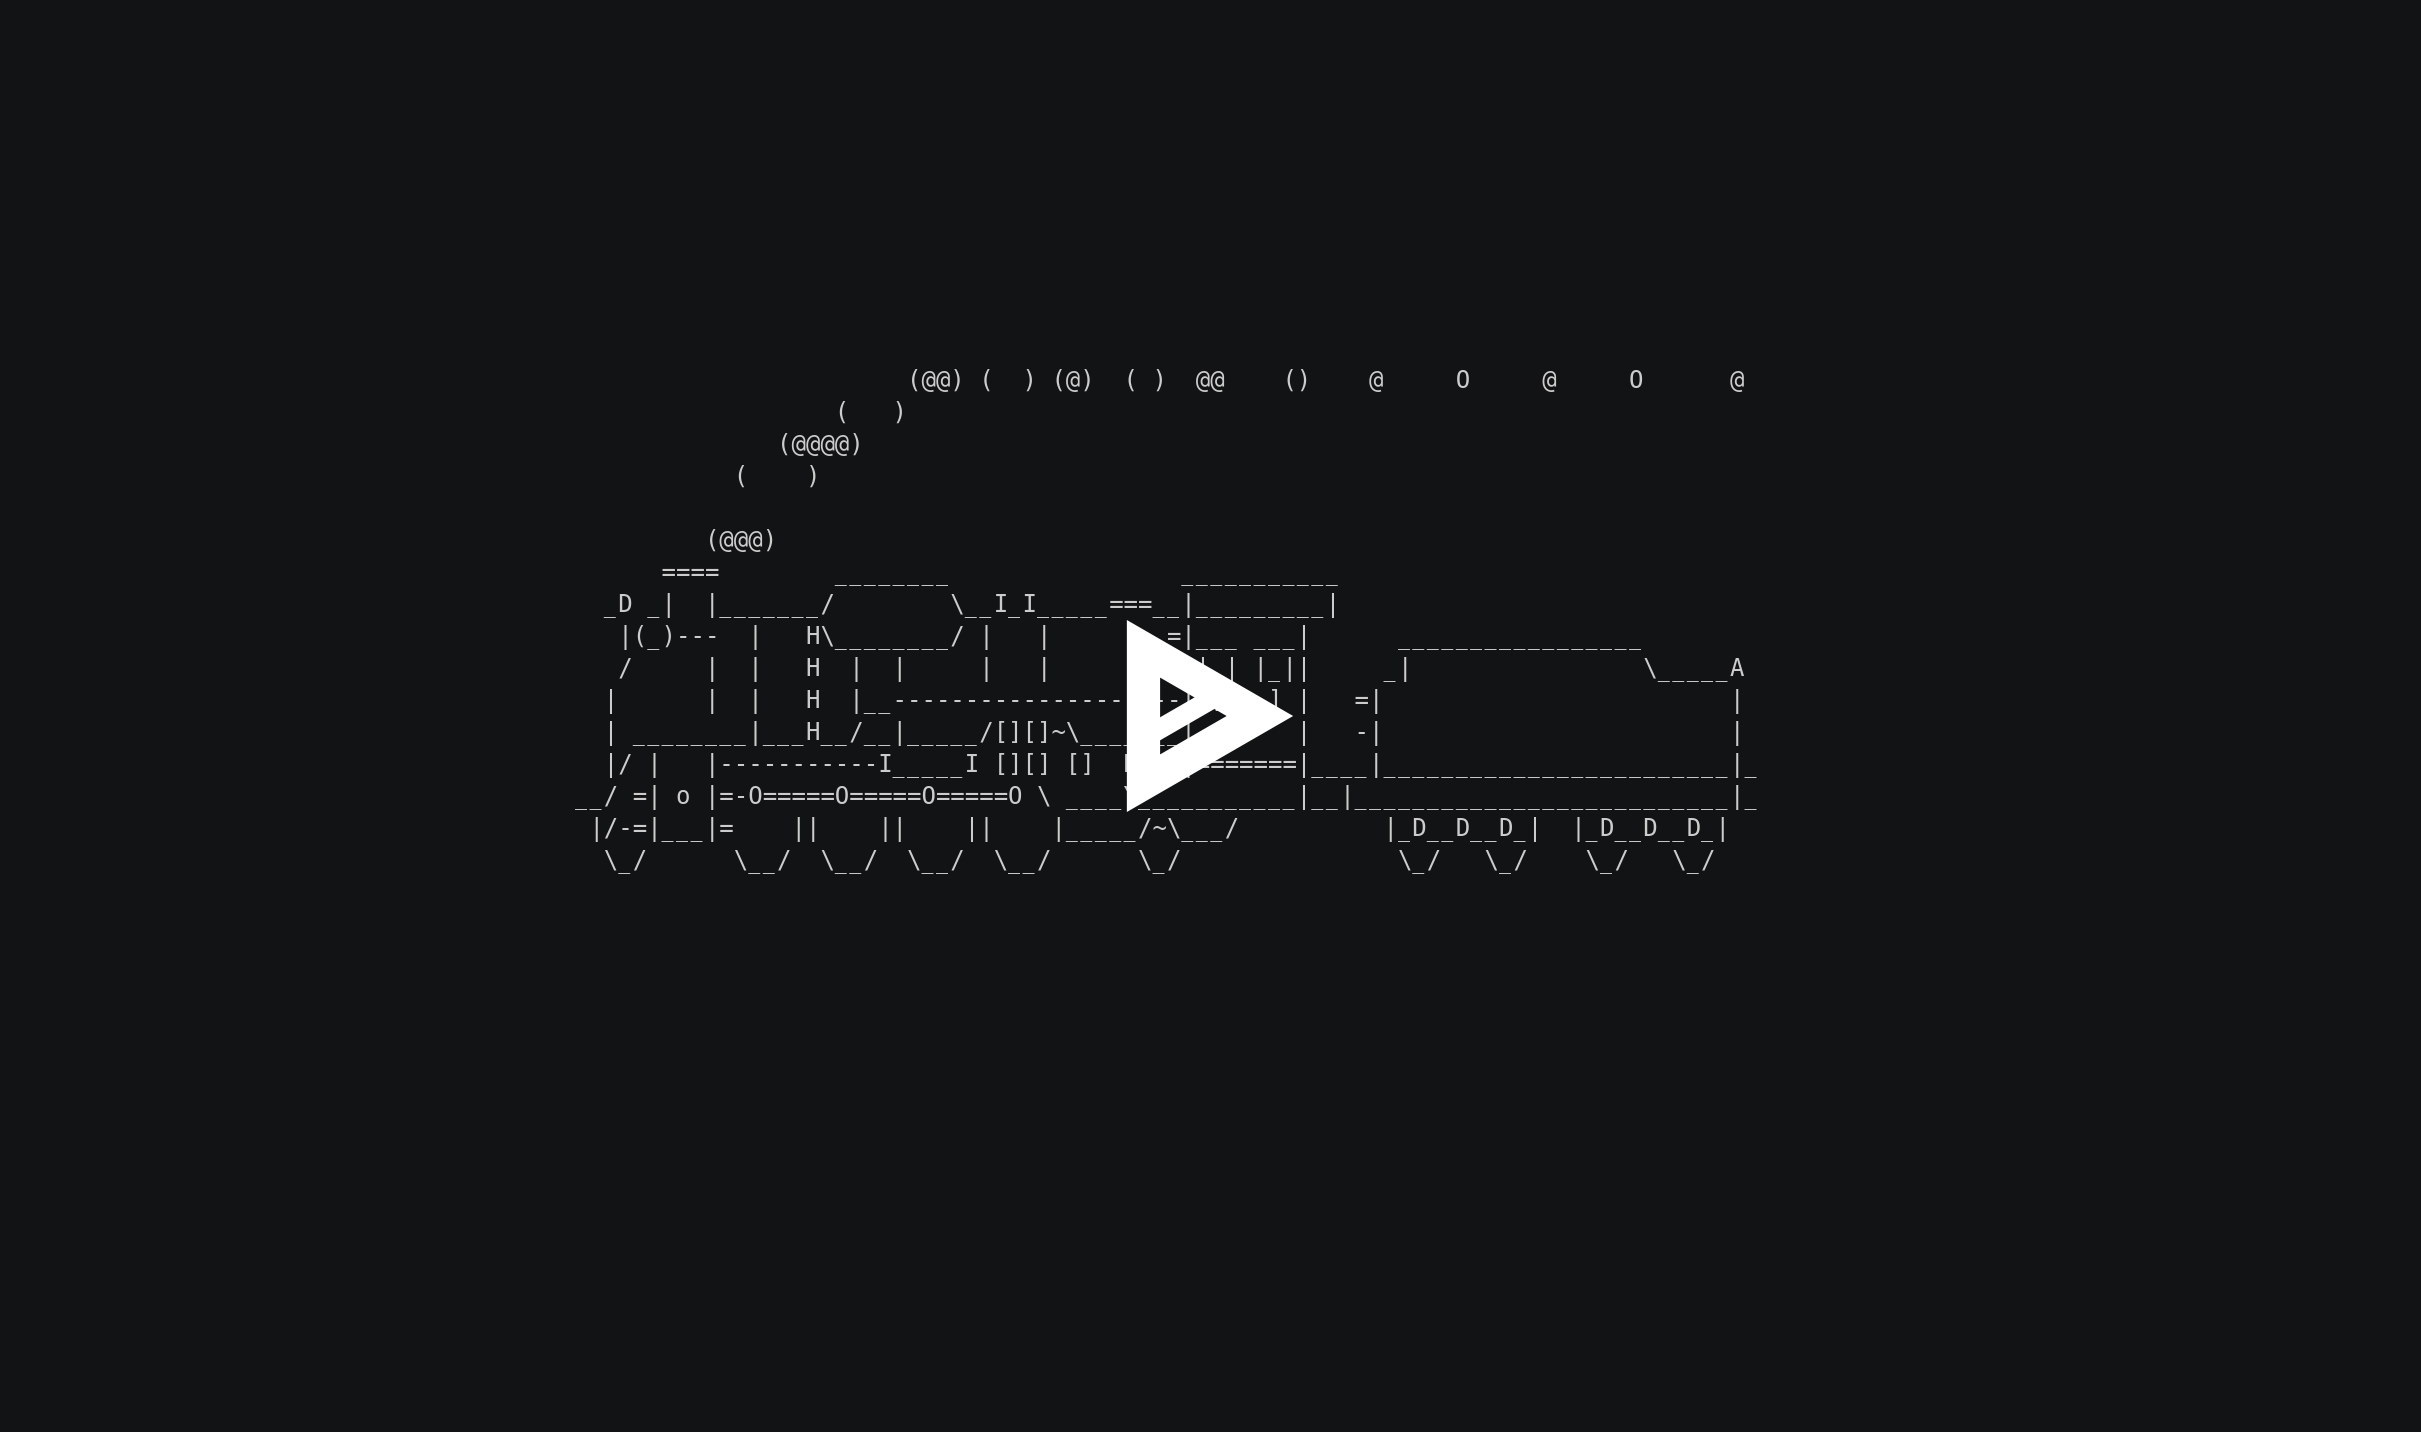 (@@) (  ) (@)  ( )  @@    ()    @     O     @     O      @
(   )
(@@@@)
(    )
(@@@)
====        ________                ___________
_D _|  |_______/        \__I_I_____===__|_________|
|(_)---  |   H\________/ |   |        =|___ ___|      _________________
/     |  |   H  |  |     |   |         | | |_||     _|                \_____A
|      |  |   H  |__--------------------| ] |   =|                        |
| ________|___H__/__|_____/[][]~\_______|       |   -|                        |
|/ |   |-----------I_____I [][] []  D   |=======|____|________________________|_
__/ =| o |=-O=====O=====O=====O \ ____Y___________|__|__________________________|_
|/-=|___|=    ||    ||    ||    |_____/~\___/          |_D__D__D_|  |_D__D__D_|
\_/      \__/  \__/  \__/  \__/      \_/               \_/   \_/    \_/   \_/